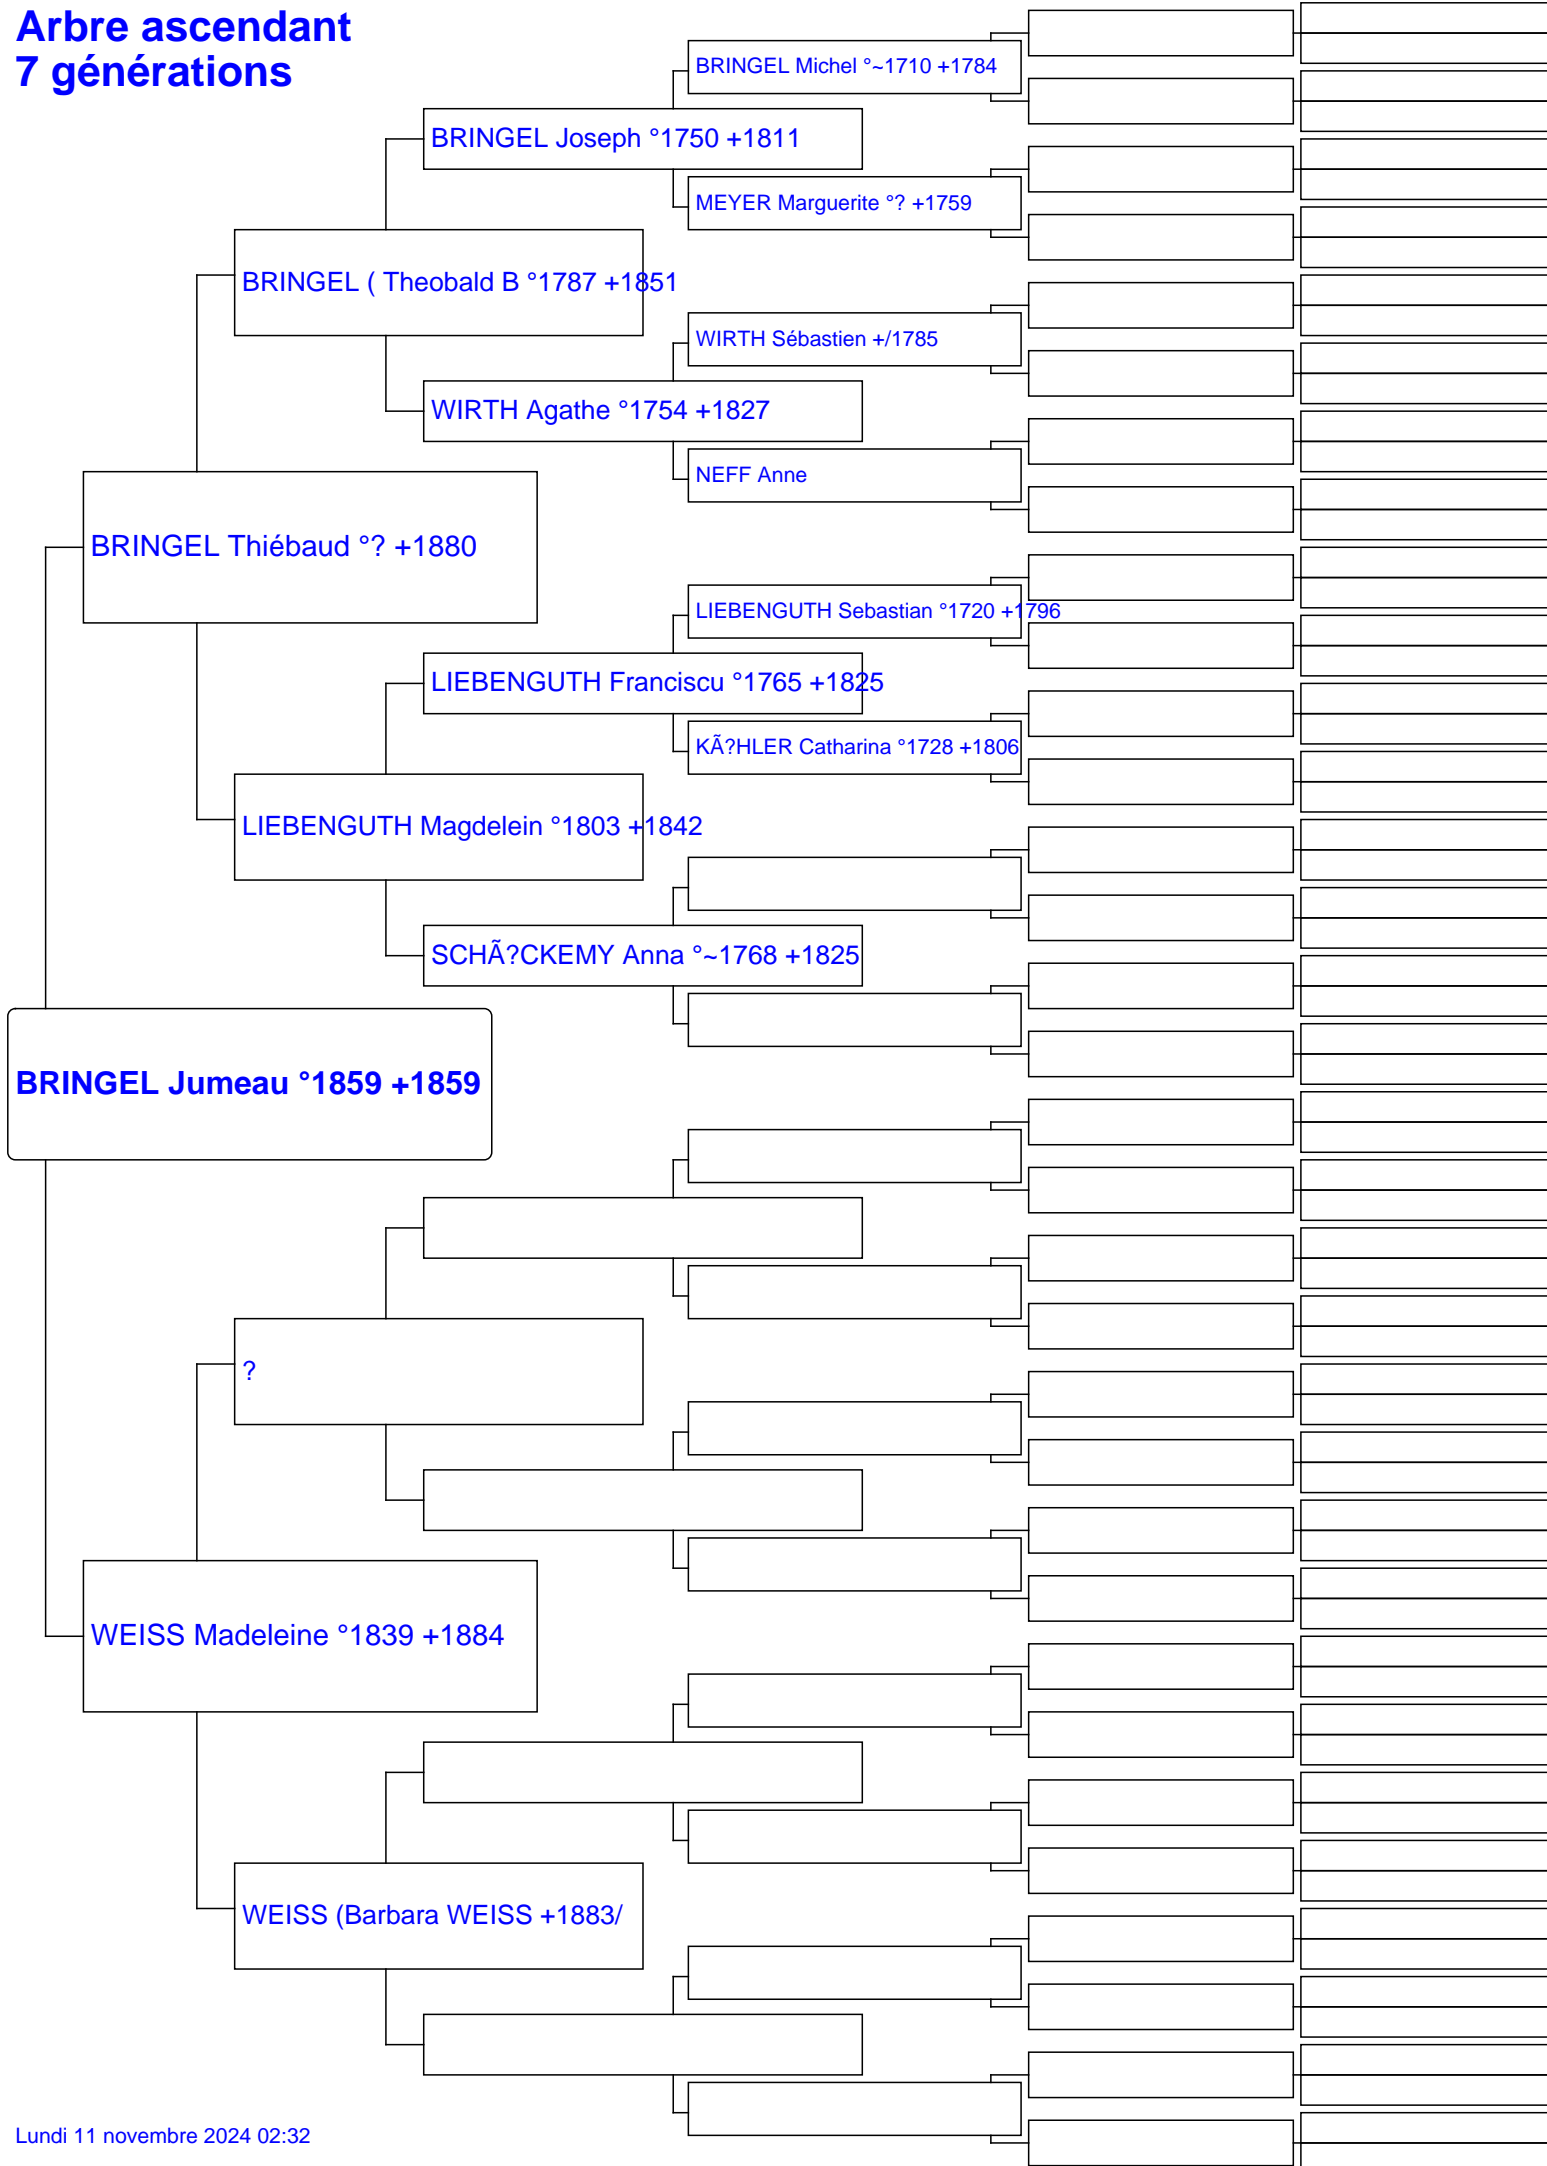 Arbre ascendant
7 générations
BRINGEL Michel °~1710 +1784
BRINGEL Joseph °1750 +1811
MEYER Marguerite °? +1759
BRINGEL ( Theobald B °1787 +1851
WIRTH Sébastien +/1785
WIRTH Agathe °1754 +1827
NEFF Anne
BRINGEL Thiébaud °? +1880
LIEBENGUTH Sebastian °1720 +1796
LIEBENGUTH Franciscu °1765 +1825
KÃ?HLER Catharina °1728 +1806
LIEBENGUTH Magdelein °1803 +1842
SCHÃ?CKEMY Anna °~1768 +1825
BRINGEL Jumeau °1859 +1859
?
WEISS Madeleine °1839 +1884
WEISS (Barbara WEISS +1883/
Lundi 11 novembre 2024 02:32